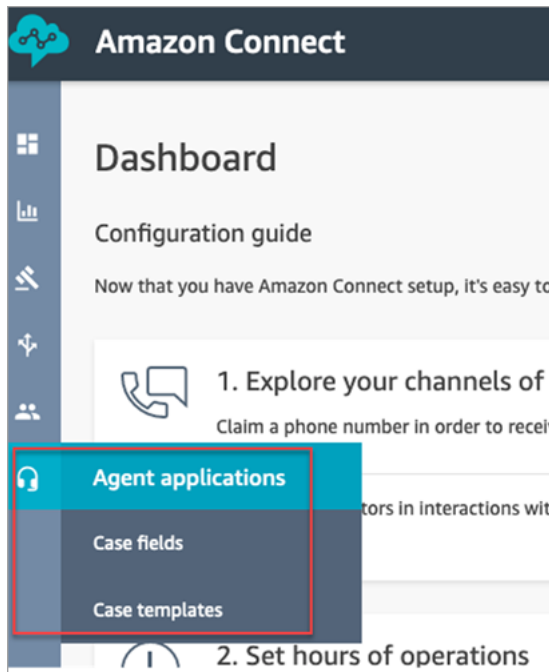 Amazon Connect
Dashboard
Configuration guide
Now that you have Amazon Connect setup, it's easy to
1. Explore your channels of
Claim a phone number in order to recei
Agent applications
tors in interactions wit
Case fields
Case templates
2. Set hours of operations